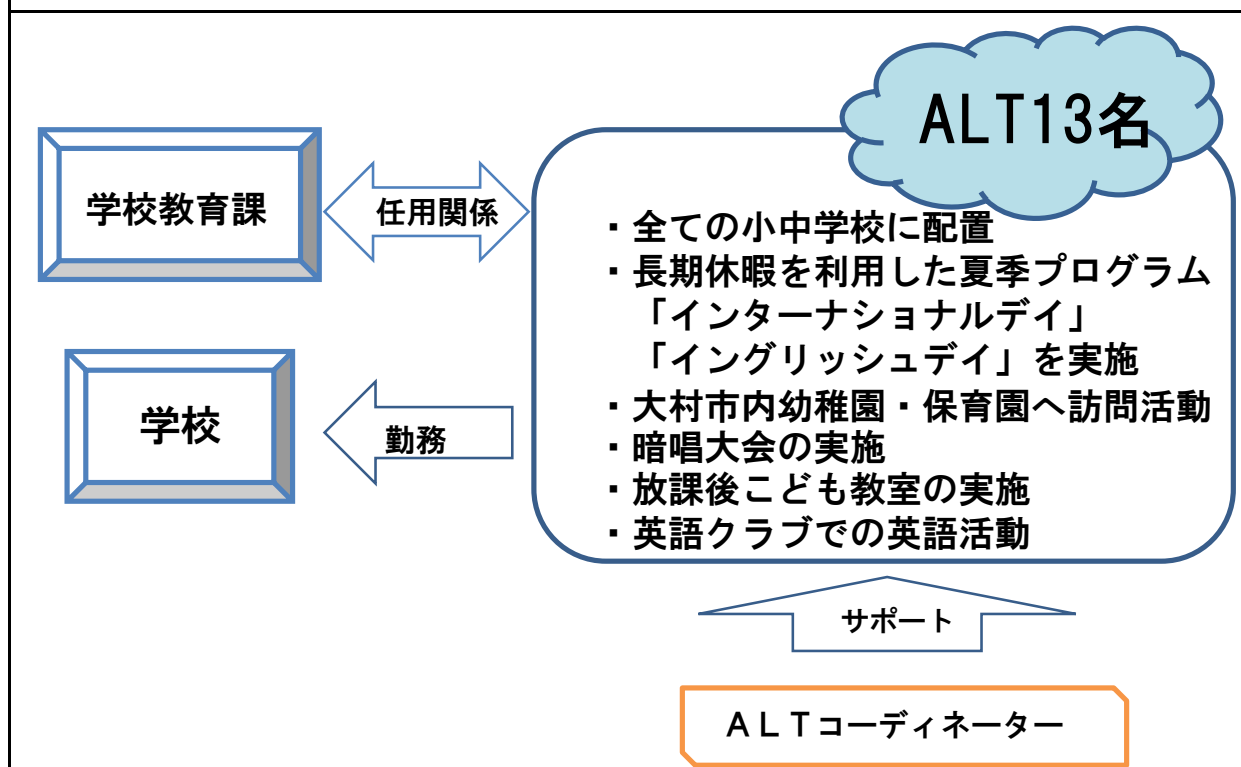 ALT13名
学校教育課
任用関係
・全ての小中学校に配置
・長期休暇を利用した夏季プログラム
「インターナショナルデイ」
「イングリッシュデイ」を実施
・大村市内幼稚園・保育園へ訪問活動
・暗唱大会の実施
・放課後こども教室の実施
・英語クラブでの英語活動
学校
勤務
サポート
ＡＬＴコーディネーター